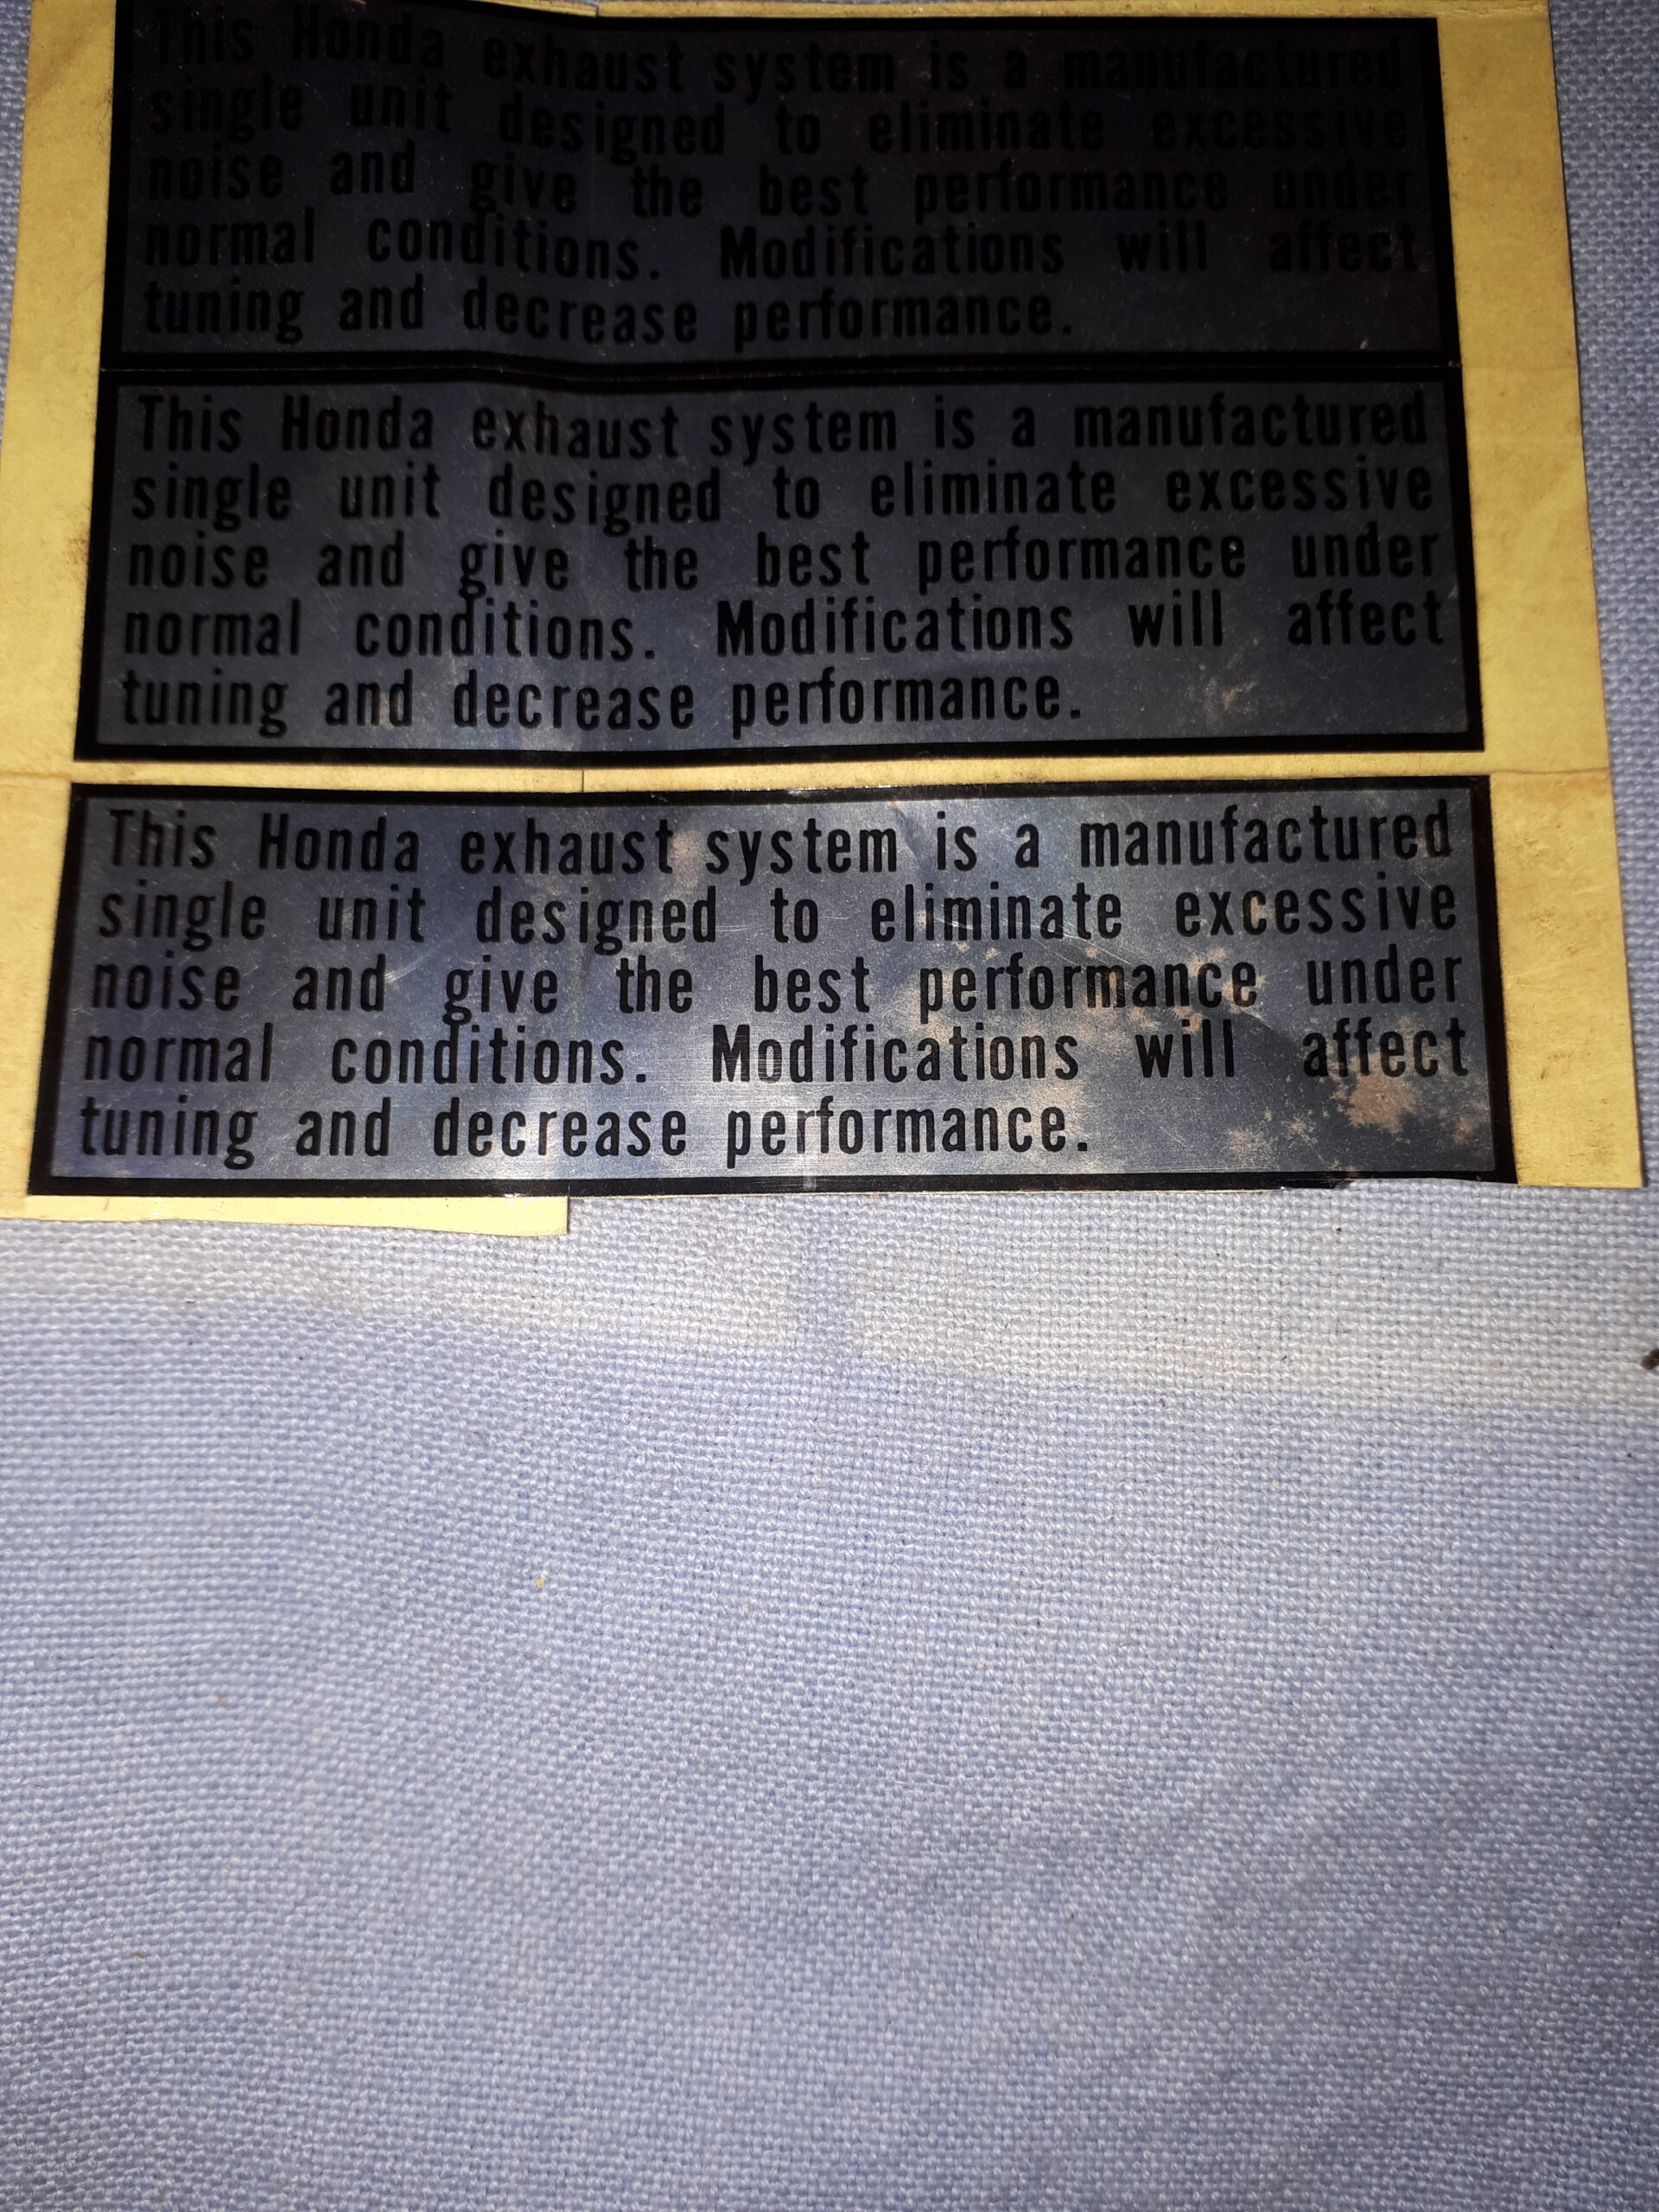 This Honda exhaust system is a manufactured
single unit designed to eliminate excessive
noise and give the best performance under
normal conditions. Modifications will affect
tuning and decrease performance.
This Honda exhaust system is a manufactured
single unit designed to eliminate excessive
noise and give the best performance under
normal conditions. Modifications will affect
tuning and decrease performance.
This Honda exhaust system is a manufactured
single unit designed to eliminate excessive
noise and give the best performance under
normal conditions. Modifications will affect
tuning and decrease performance.